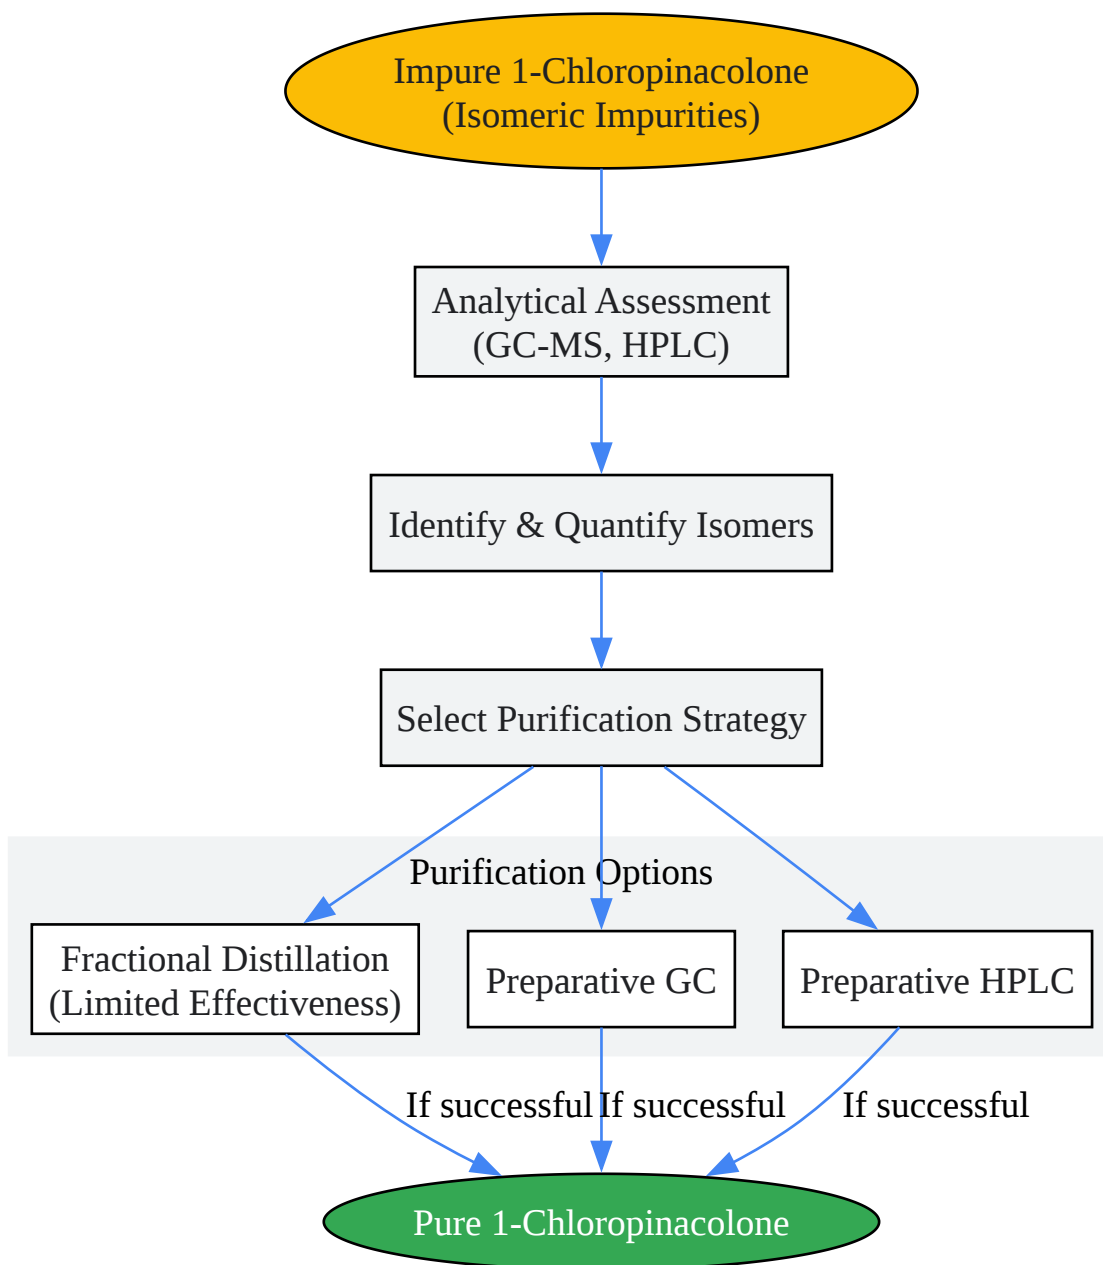 Impure 1-Chloropinacolone
(Isomeric Impurities)
Analytical Assessment
(GC-MS, HPLC)
Identify & Quantify Isomers
Select Purification Strategy
Purification Options
Fractional Distillation
(Limited Effectiveness)
Preparative GC
Preparative HPLC
If successful
If successful
If successful
Pure 1-Chloropinacolone